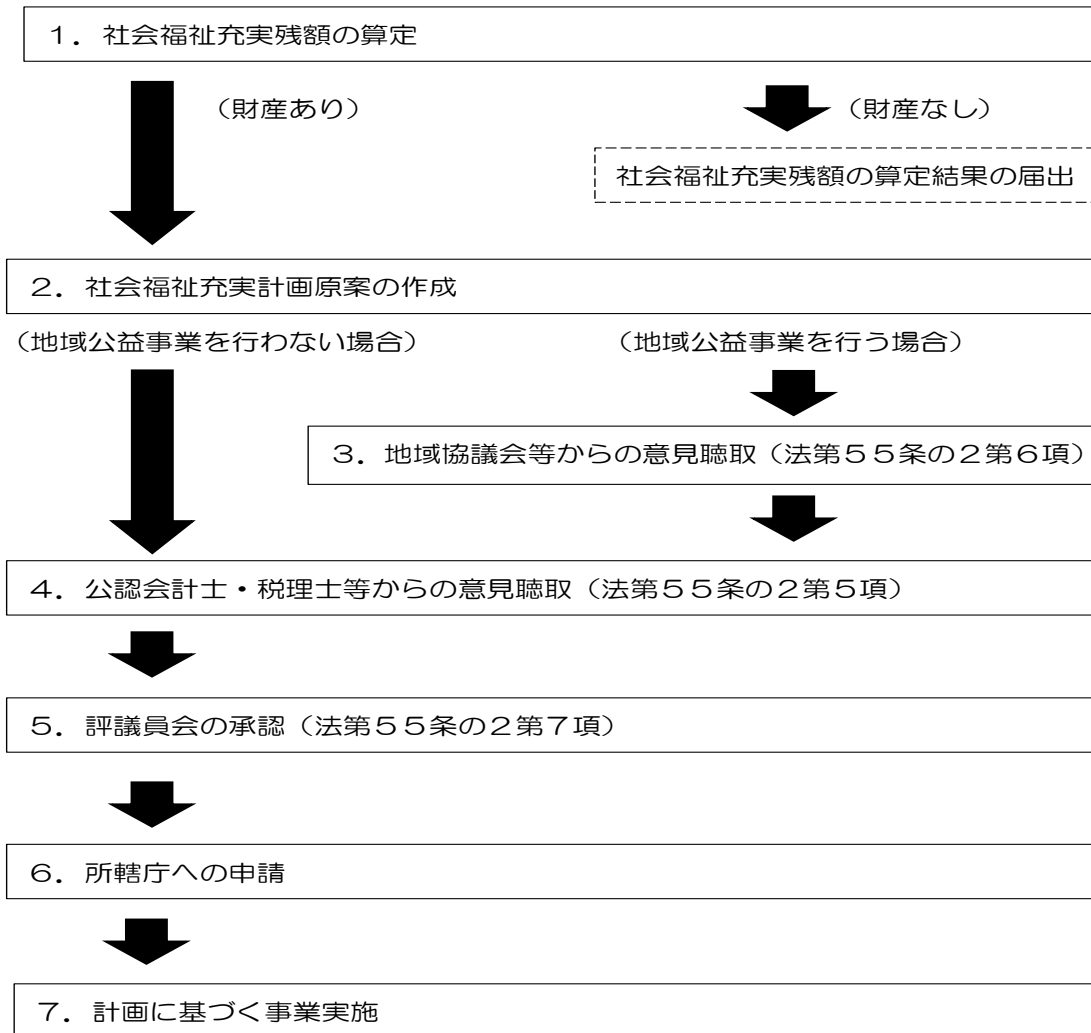 １．社会福祉充実残額の算定
（財産あり）
（財産なし）
社会福祉充実残額の算定結果の届出
２．社会福祉充実計画原案の作成
（地域公益事業を行わない場合）
（地域公益事業を行う場合）
３．地域協議会等からの意見聴取（法第５５条の２第６項）
４．公認会計士・税理士等からの意見聴取（法第５５条の２第５項）
５．評議員会の承認（法第５５条の２第７項）
６．所轄庁への申請
７．計画に基づく事業実施